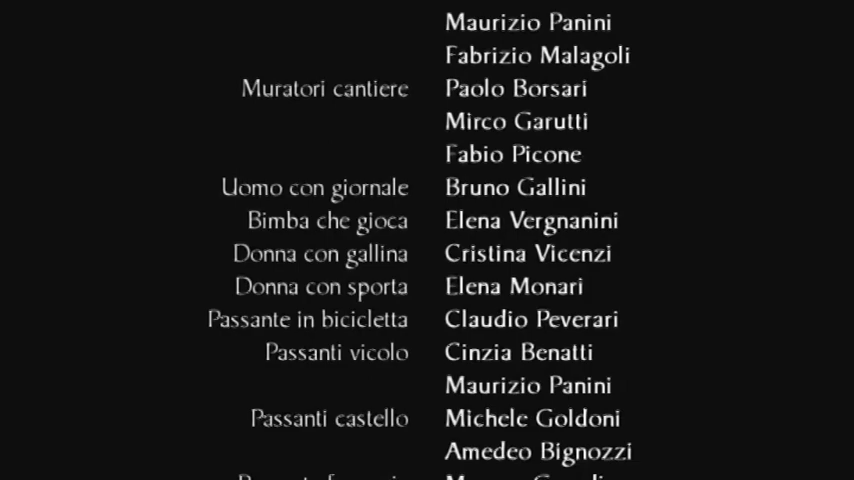 Maurizio Panini
Fabrizio Malagoli
Muratori cantiere Paolo Borsari
Mirco Garutti
Fabio Picone
Uomo con giornale Bruno Gallini
Bimba che gioca Elena Vergnanini
Donna con gallina Cristina Vicenzi
Donna con sporta Elena Monari
Passante in bicicletta Claudio Peverari
Passanti vicolo Cinzia Benatti
Maurizio Panini
Passanti castello Michele Goldoni
Amedeo Bignozzi